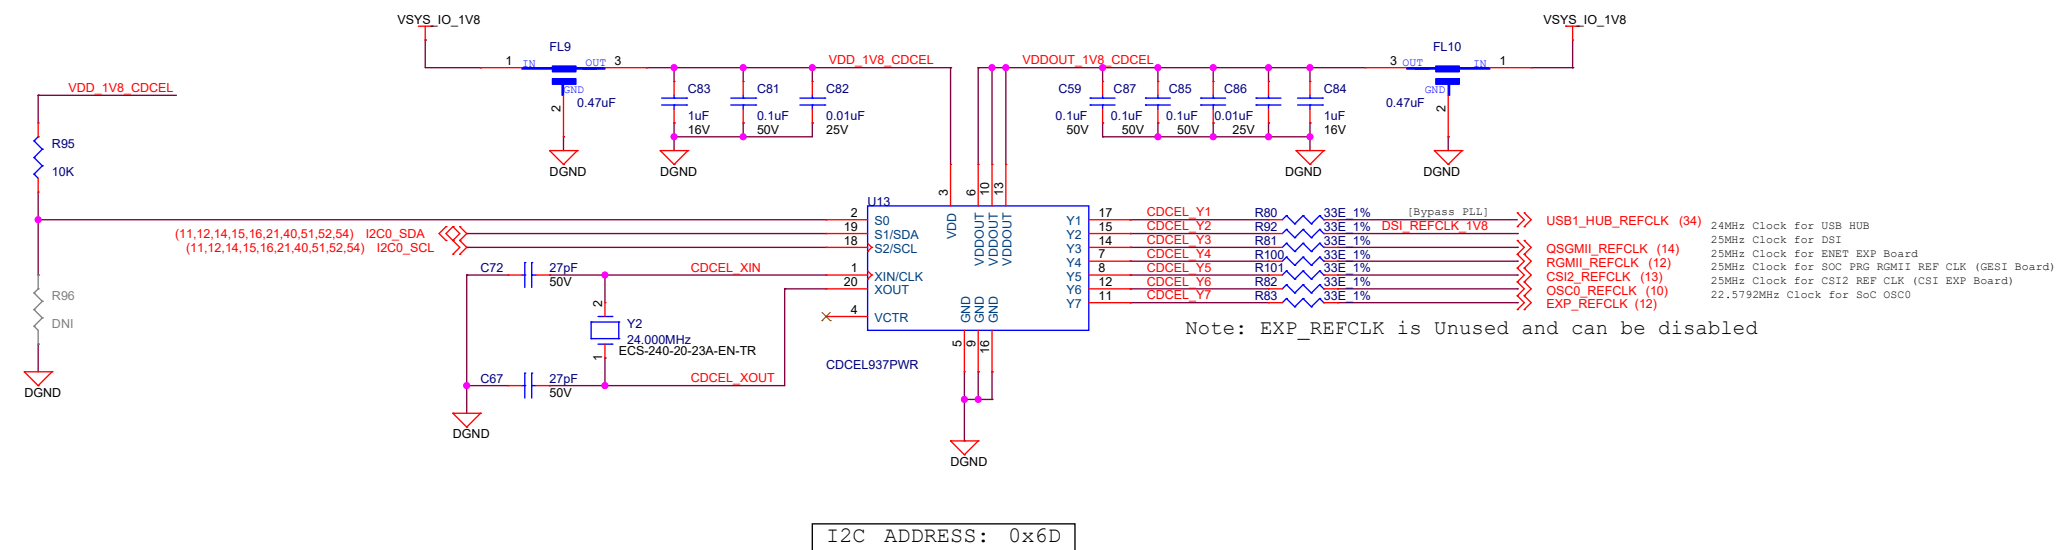 VSYS_IO_1V8
VSYS_IO_1V8
FL9
1 IN OUT 3
GND
2
0.47uF
DGND
VDD_1V8_CDCEL
C83
1uF
16V
C81
0.1uF
50V
C82
0.01uF
25V
DGND
VDDOUT_1V8_CDCEL
C59
0.1uF
50V
C87
0.1uF
50V
C85
0.1uF
50V
C86
0.01uF
25V
C84
1uF
16V
DGND
FL10
3 OUT IN 1
GND
2
0.47uF
DGND
VDD_1V8_CDCEL
R95
10K
R96
DNI
DGND
(11,12,14,15,16,21,40,51,52,54) I2C0_SDA
(11,12,14,15,16,21,40,51,52,54) I2C0_SCL
C72
27pF
50V
CDCEL_XIN
2
Y2
24.000MHz
ECS-240-20-23A-EN-TR
1
C67
27pF
50V
CDCEL_XOUT
DGND
U13
3 VDD
6 VDDOUT
10 VDDOUT
13 VDDOUT
2 S0
19 S1/SDA
18 S2/SCL
1 XIN/CLK
20 XOUT
4 VCTR
GND 5
GND 9
GND 16
CDCEL937PWR
DGND
Y1 17 CDCEL_Y1 R80 33E_1% [Bypass PLL] USB1_HUB_REFCLK (34) 24MHz Clock for USB HUB
Y2 15 CDCEL_Y2 R92 33E_1% DSI_REFCLK_1V8 25MHz Clock for DSI
Y3 14 CDCEL_Y3 R81 33E_1% QSGMII_REFCLK (14) 25MHz Clock for ENET EXP Board
Y4 7 CDCEL_Y4 R100 33E_1% RGMII_REFCLK (12) 25MHz Clock for SOC PRG RGMII REF CLK (GESI Board)
Y5 8 CDCEL_Y5 R101 33E_1% CSI2_REFCLK (13) 25MHz Clock for CSI2 REF CLK (CSI EXP Board)
Y6 12 CDCEL_Y6 R82 33E_1% OSC0_REFCLK (10) 22.5792MHz Clock for SoC OSC0
Y7 11 CDCEL_Y7 R83 33E_1% EXP_REFCLK (12)
Note: EXP_REFCLK is Unused and can be disabled
I2C ADDRESS: 0x6D